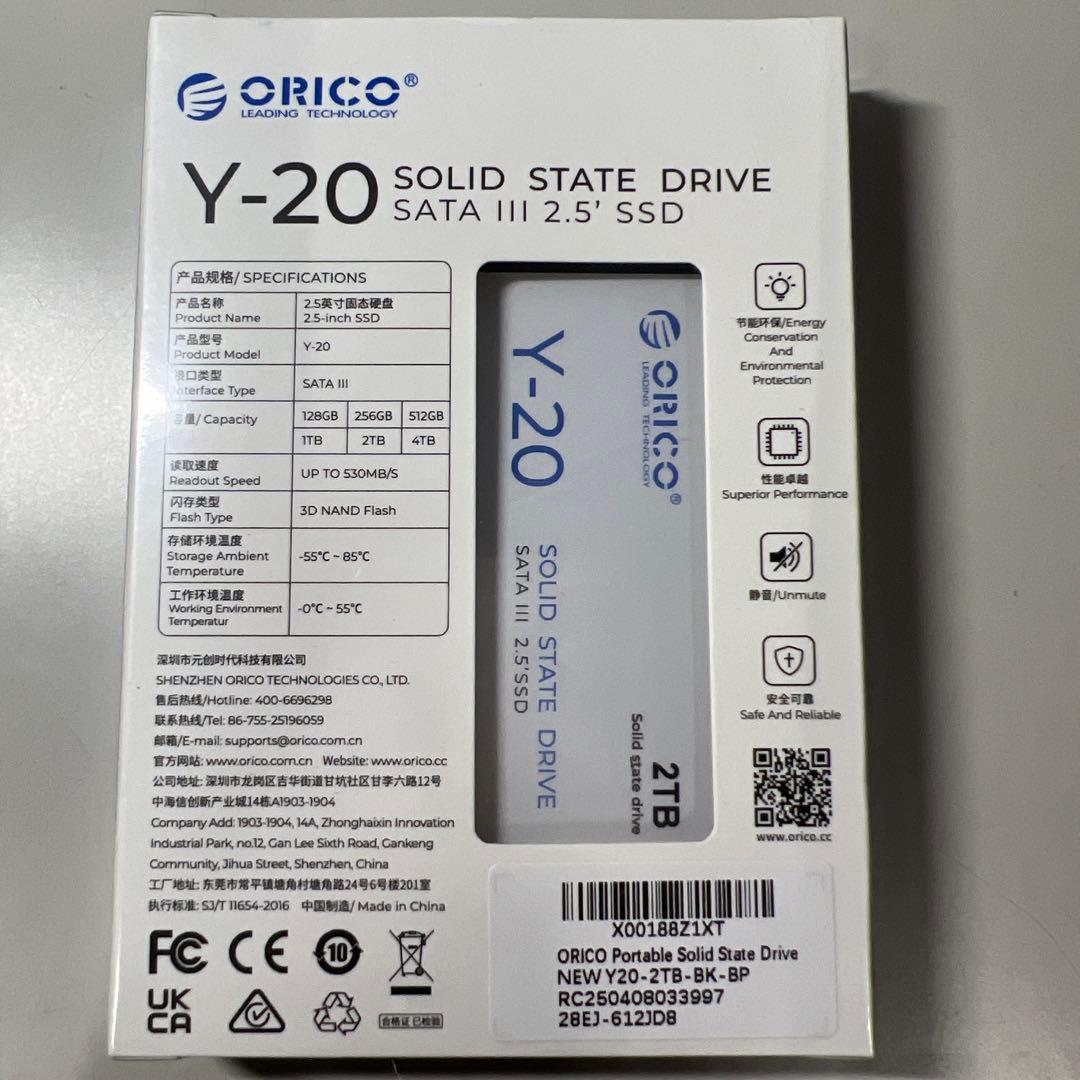 ORICO®
LEADING TECHNOLOGY
Y-20 SOLID STATE DRIVE
SATA III 2.5' SSD
产品规格/ SPECIFICATIONS
产品名称 2.5英寸固态硬盘
Product Name 2.5-inch SSD
产品型号
Product Model Y-20
接口类型
Interface Type SATA III
容量/ Capacity 128GB 256GB 512GB
1TB 2TB 4TB
读取速度
Readout Speed UP TO 530MB/S
闪存类型
Flash Type 3D NAND Flash
存储环境温度
Storage Ambient -55℃ ~ 85℃
Temperature
工作环境温度
Working Environment -0℃ ~ 55℃
Temperatur
深圳市元创时代科技有限公司
SHENZHEN ORICO TECHNOLOGIES CO., LTD.
售后热线/Hotline: 400-6696298
联系热线/Tel: 86-755-25196059
邮箱/E-mail: supports@orico.com.cn
官方网站: www.orico.com.cn Website: www.orico.cc
公司地址: 深圳市龙岗区吉华街道甘坑社区甘李六路12号
中海信创新产业城14栋A1903-1904
Company Add: 1903-1904, 14A, Zhonghaixin Innovation
Industrial Park, no.12, Gan Lee Sixth Road, Gankeng
Community, Jihua Street, Shenzhen, China
工厂地址: 东莞市常平镇塘角村塘角路24号6号楼201室
执行标准: SJ/T 11654-2016 中国制造/ Made in China
FC CE 10
UK
CA
合格证 已检验
ORICO®
LEADING TECHNOLOGY
Y-20
SOLID STATE DRIVE
SATA III 2.5'SSD
2TB
Solid state drive
节能环保/Energy
Conservation
And
Environmental
Protection
性能卓越
Superior Performance
静音/Unmute
安全可靠
Safe And Reliable
www.orico.cc
X00188Z1XT
ORICO Portable Solid State Drive
NEW Y20-2TB-BK-BP
RC250408033997
28EJ-612JD8